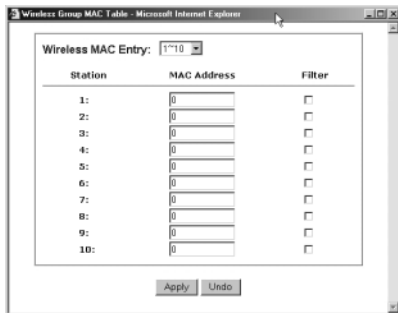 Wireless Group MAC Table - Microsoft Internet Explorer
Wireless MAC Entry: 1~10
Station MAC Address Filter
1: 0
2: 0
3: 0
4: 0
5: 0
6: 0
7: 0
8: 0
9: 0
10: 0
Apply Undo